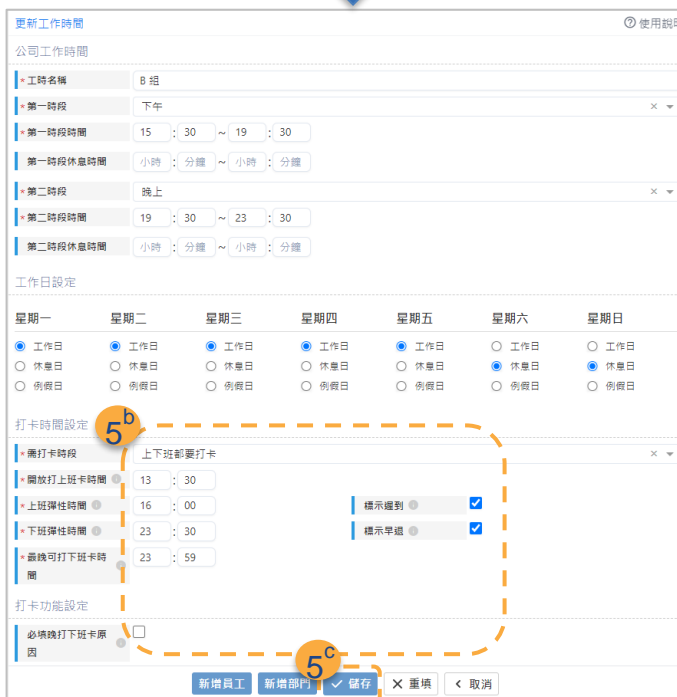 更新工作時間 ? 使用說明
公司工作時間
* 工時名稱 B 組
* 第一時段 下午 ×
* 第一時段時間 15 : 30 ~ 19 : 30
第一時段休息時間 小時 : 分鐘 ~ 小時 : 分鐘
* 第二時段 晚上 ×
* 第二時段時間 19 : 30 ~ 23 : 30
第二時段休息時間 小時 : 分鐘 ~ 小時 : 分鐘
工作日設定
星期一 星期二 星期三 星期四 星期五 星期六 星期日
工作日 工作日 工作日 工作日 工作日 工作日 工作日
休息日 休息日 休息日 休息日 休息日 休息日 休息日
例假日 例假日 例假日 例假日 例假日 例假日 例假日
打卡時間設定 5b
* 需打卡時段 上下班都要打卡 ×
* 開放打上班卡時間 13 : 30
* 上班彈性時間 16 : 00 標示遲到
* 下班彈性時間 23 : 30 標示早退
* 最晚可打下班卡時
間 23 : 59
打卡功能設定
必填晚打下班卡原
因
5c
新增員工 新增部門 儲存 × 重填 < 取消